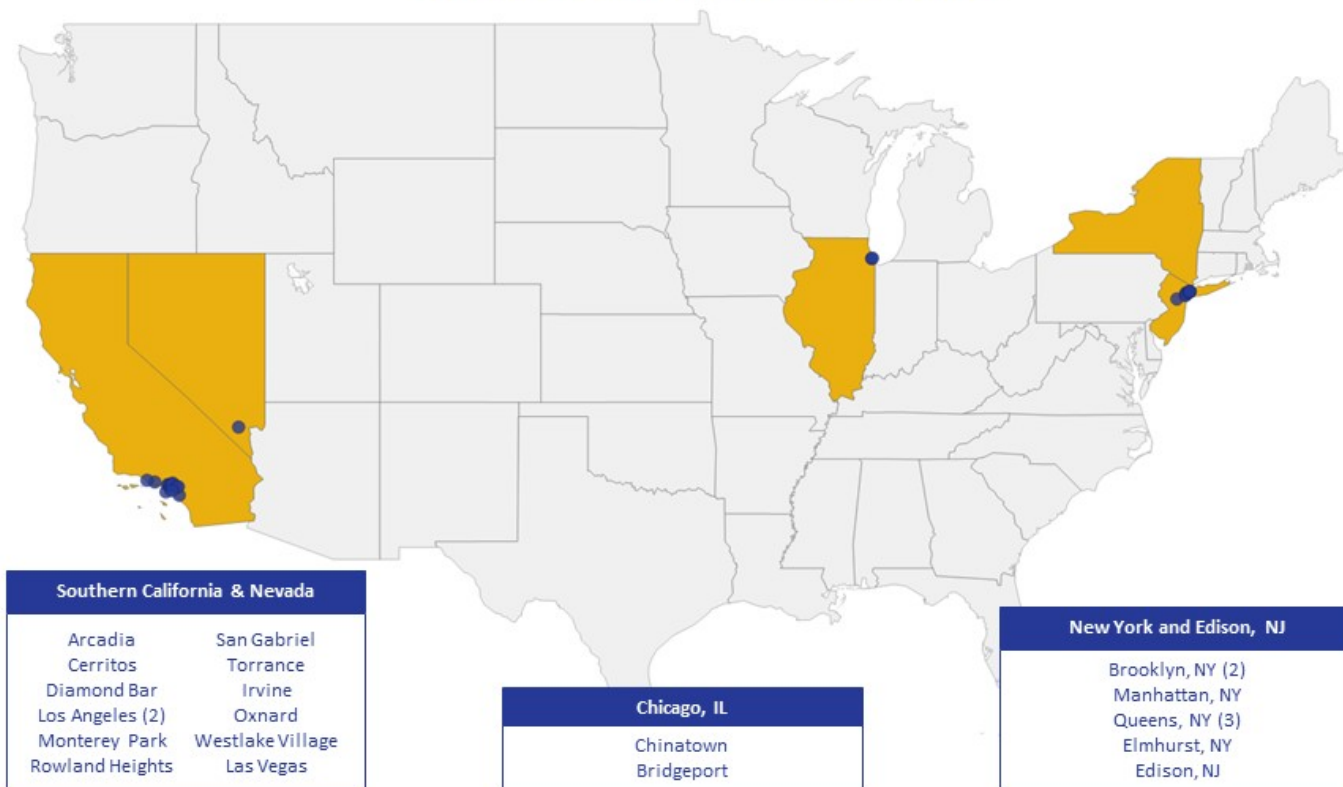 Southern California & Nevada
Arcadia
Cerritos
Diamond Bar
Los Angeles (2)
Monterey Park
Rowland Heights
San Gabriel
Torrance
Irvine
Oxnard
Westlake Village
Las Vegas
Chicago, IL
Chinatown
Bridgeport
New York and Edison, NJ
Brooklyn, NY (2)
Manhattan, NY
Queens, NY (3)
Elmhurst, NY
Edison, NJ